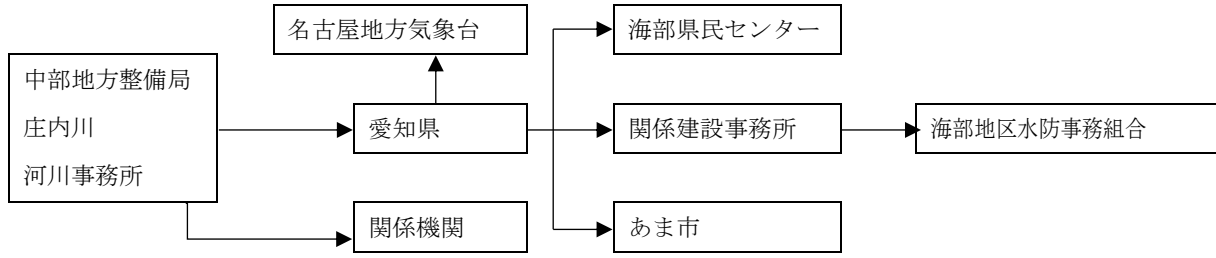 名古屋地方気象台
海部県民センター
中部地方整備局
庄内川
河川事務所
愛知県
関係建設事務所
海部地区水防事務組合
関係機関
あま市